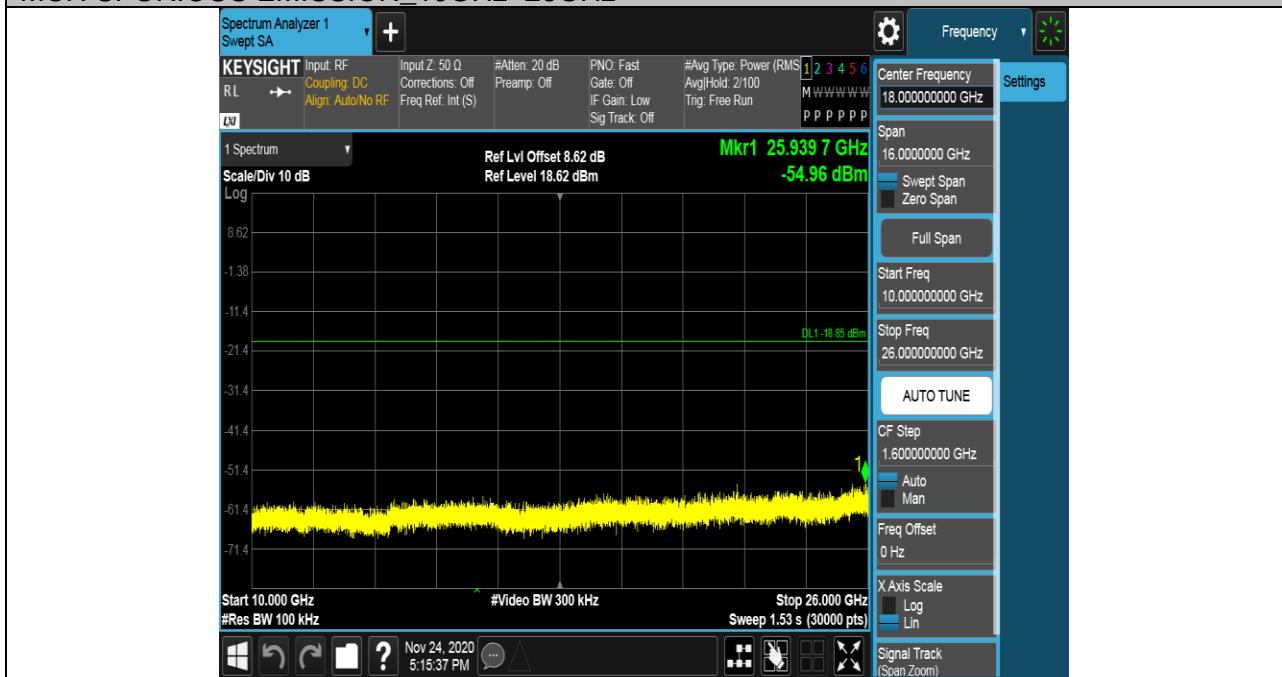 Spectrum Analyzer 1
Swept SA
+
Frequency
KEYSIGHT
RL
LXI
Input: RF
Coupling: DC
Align: Auto/No RF
Input Z: 50 Ω
Corrections: Off
Freq Ref: Int (S)
#Atten: 20 dB
Preamp: Off
PNO: Fast
Gate: Off
IF Gain: Low
Sig Track: Off
#Avg Type: Power (RMS
Avg|Hold: 2/100
Trig: Free Run
1 2 3 4 5 6
M W W W W W
P P P P P P
1 Spectrum
Scale/Div 10 dB
Log
Ref Lvl Offset 8.62 dB
Ref Level 18.62 dBm
Mkr1 25.939 7 GHz
-54.96 dBm
8.62
-1.38
-11.4
DL1 -18.85 dBm
-21.4
-31.4
-41.4
-51.4
1
-61.4
-71.4
Start 10.000 GHz
#Res BW 100 kHz
#Video BW 300 kHz
Stop 26.000 GHz
Sweep 1.53 s (30000 pts)
Nov 24, 2020
5:15:37 PM
?
Center Frequency
18.000000000 GHz
Settings
Span
16.0000000 GHz
Swept Span
Zero Span
Full Span
Start Freq
10.000000000 GHz
Stop Freq
26.000000000 GHz
AUTO TUNE
CF Step
1.600000000 GHz
Auto
Man
Freq Offset
0 Hz
X Axis Scale
Log
Lin
Signal Track
(Span Zoom)